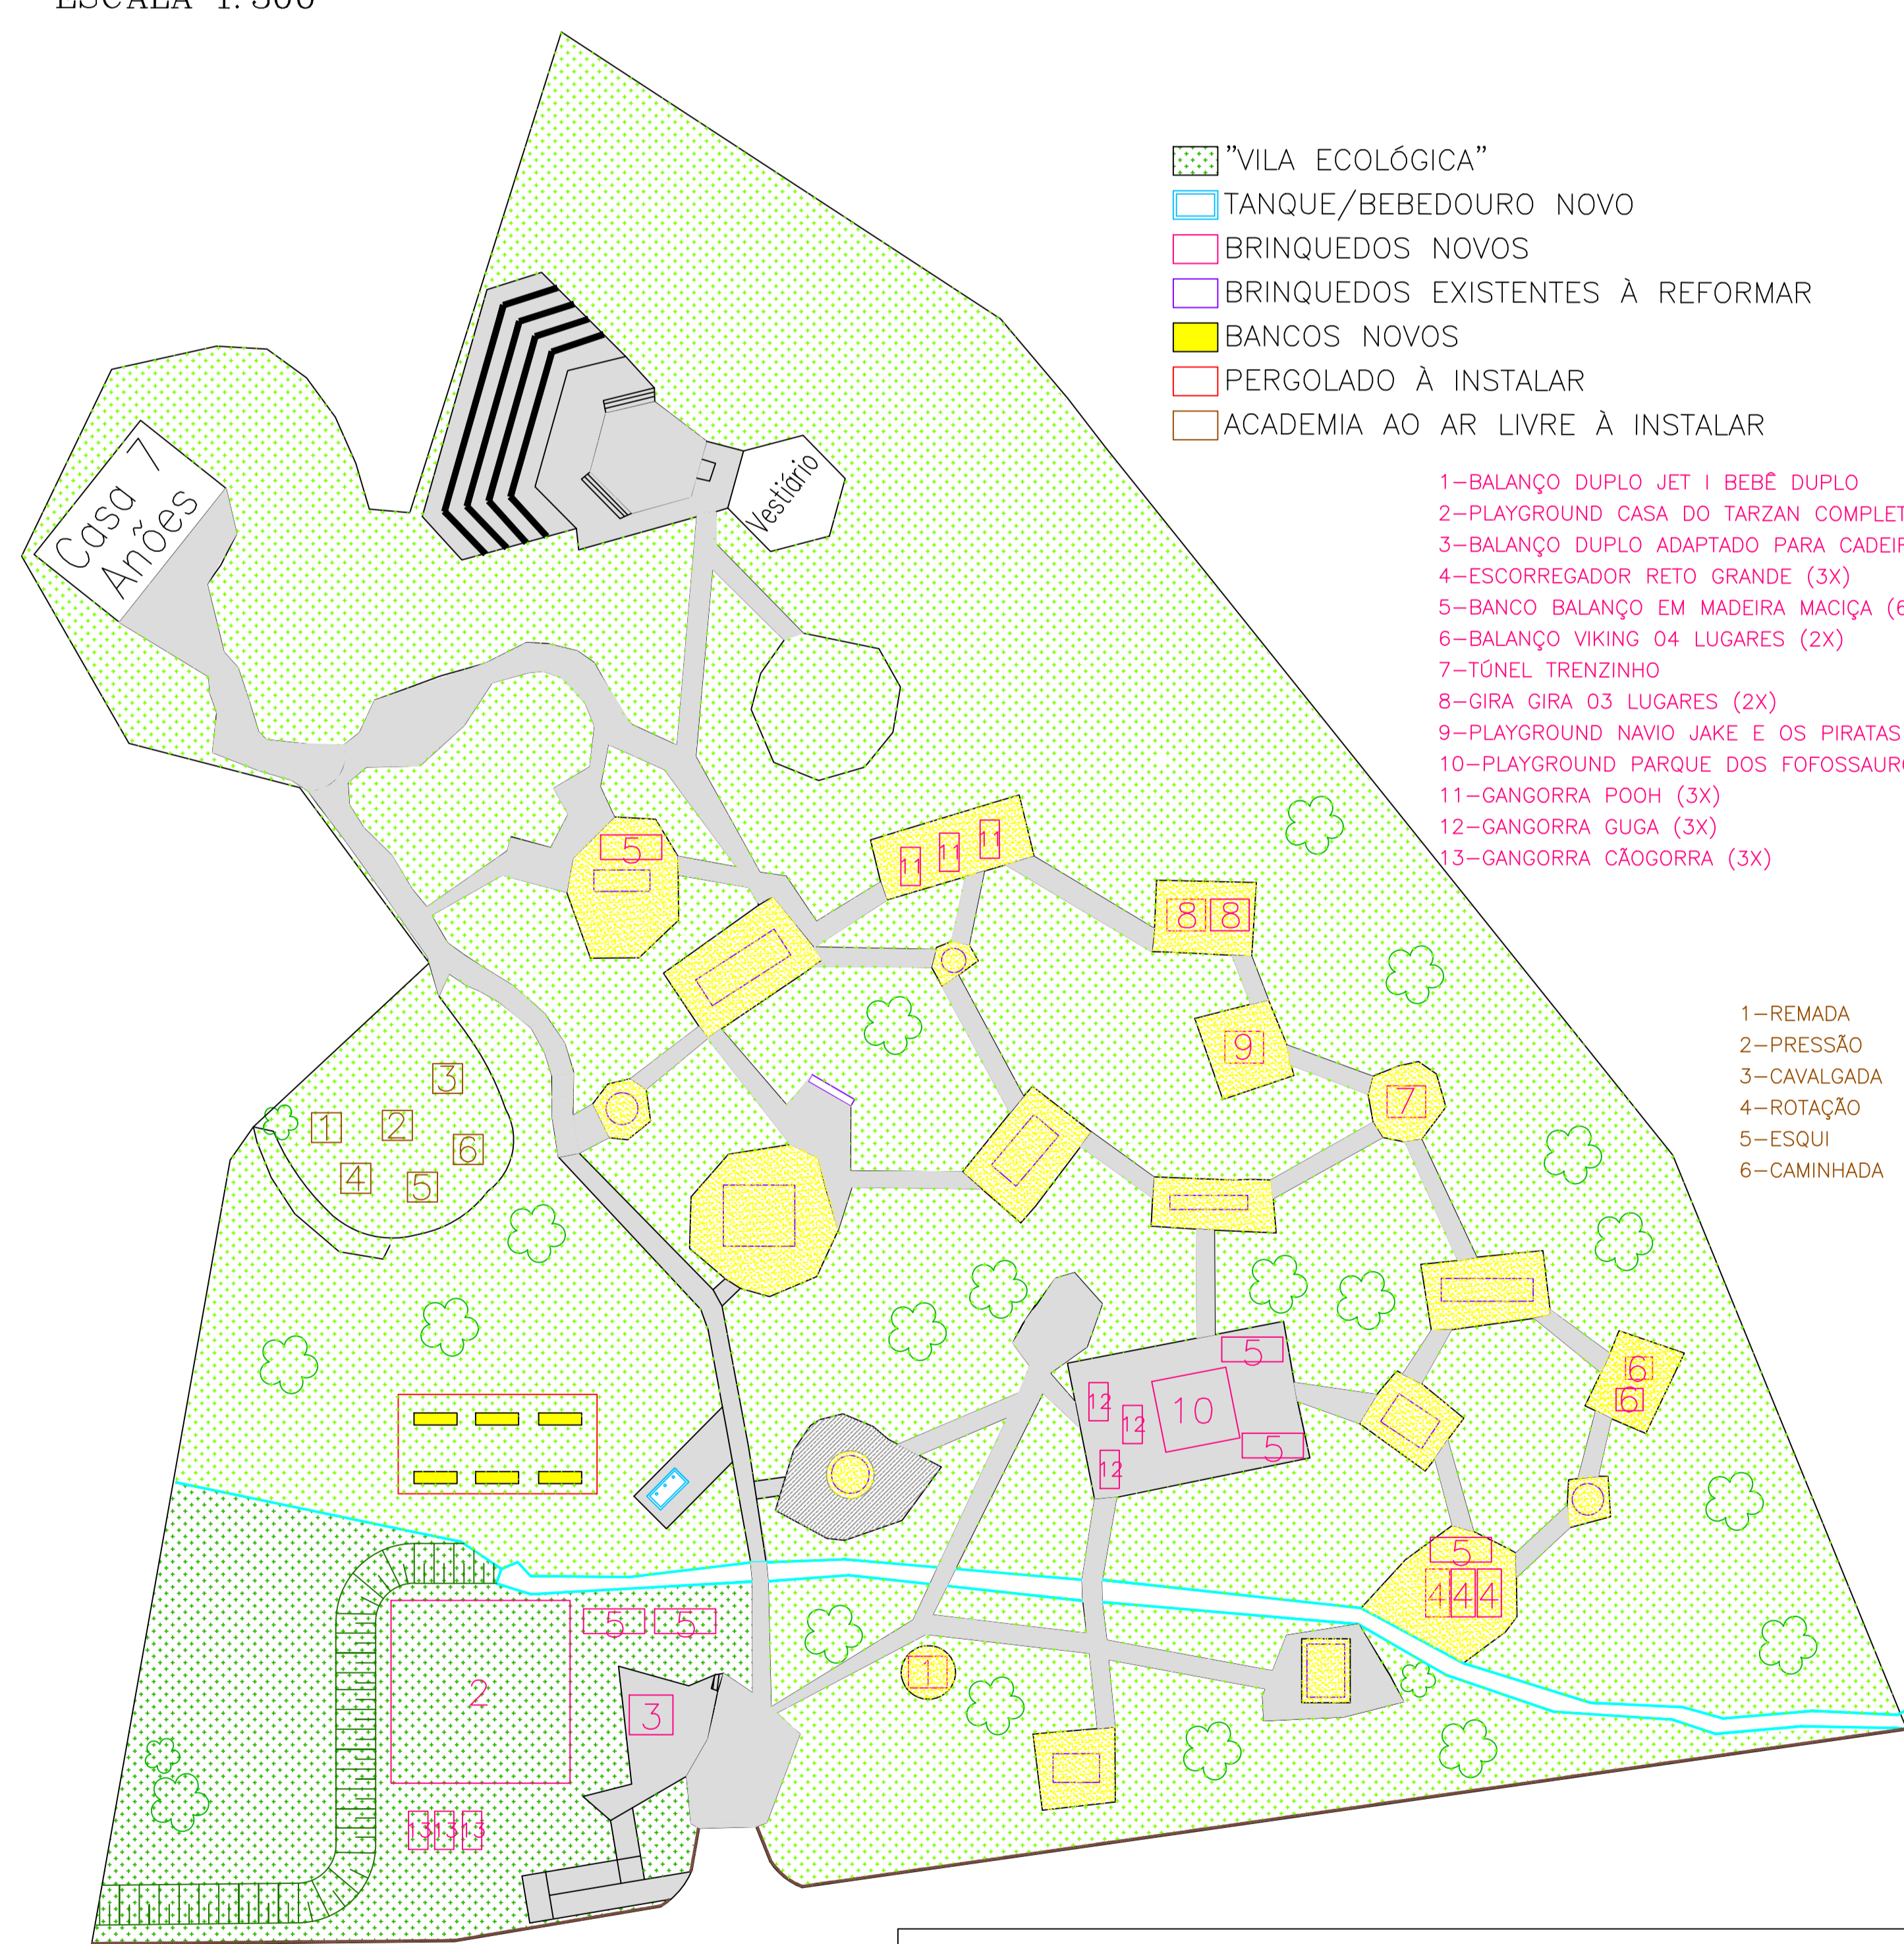 ESCALA 1:500
"VILA ECOLÓGICA"
TANQUE/BEBEDOURO NOVO
BRINQUEDOS NOVOS
BRINQUEDOS EXISTENTES À REFORMAR
BANCOS NOVOS
PERGOLADO À INSTALAR
ACADEMIA AO AR LIVRE À INSTALAR
1-BALANÇO DUPLO JET I BEBÊ DUPLO
2-PLAYGROUND CASA DO TARZAN COMPLET
3-BALANÇO DUPLO ADAPTADO PARA CADEIR
4-ESCORREGADOR RETO GRANDE (3X)
5-BANCO BALANÇO EM MADEIRA MACIÇA (6
6-BALANÇO VIKING 04 LUGARES (2X)
7-TÚNEL TRENZINHO
8-GIRA GIRA 03 LUGARES (2X)
9-PLAYGROUND NAVIO JAKE E OS PIRATAS
10-PLAYGROUND PARQUE DOS FOFOSSAURO
11-GANGORRA POOH (3X)
12-GANGORRA GUGA (3X)
13-GANGORRA CÃOGORRA (3X)
Casa 7
Anões
Vestiário
5
11
11
11
8
8
9
7
1-REMADA
2-PRESSÃO
3-CAVALGADA
4-ROTAÇÃO
5-ESQUI
6-CAMINHADA
3
1
2
6
4
5
5
6
6
12
12
10
12
5
5
4
4
4
5
5
2
3
1
13
13
13